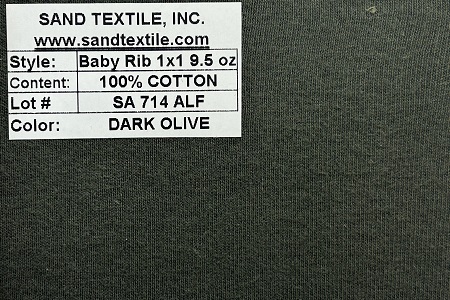 SAND TEXTILE, INC.
www.sandtextile.com
Style: Baby Rib 1x1 9.5 oz
Content: 100% COTTON
Lot # SA 714 ALF
Color: DARK OLIVE